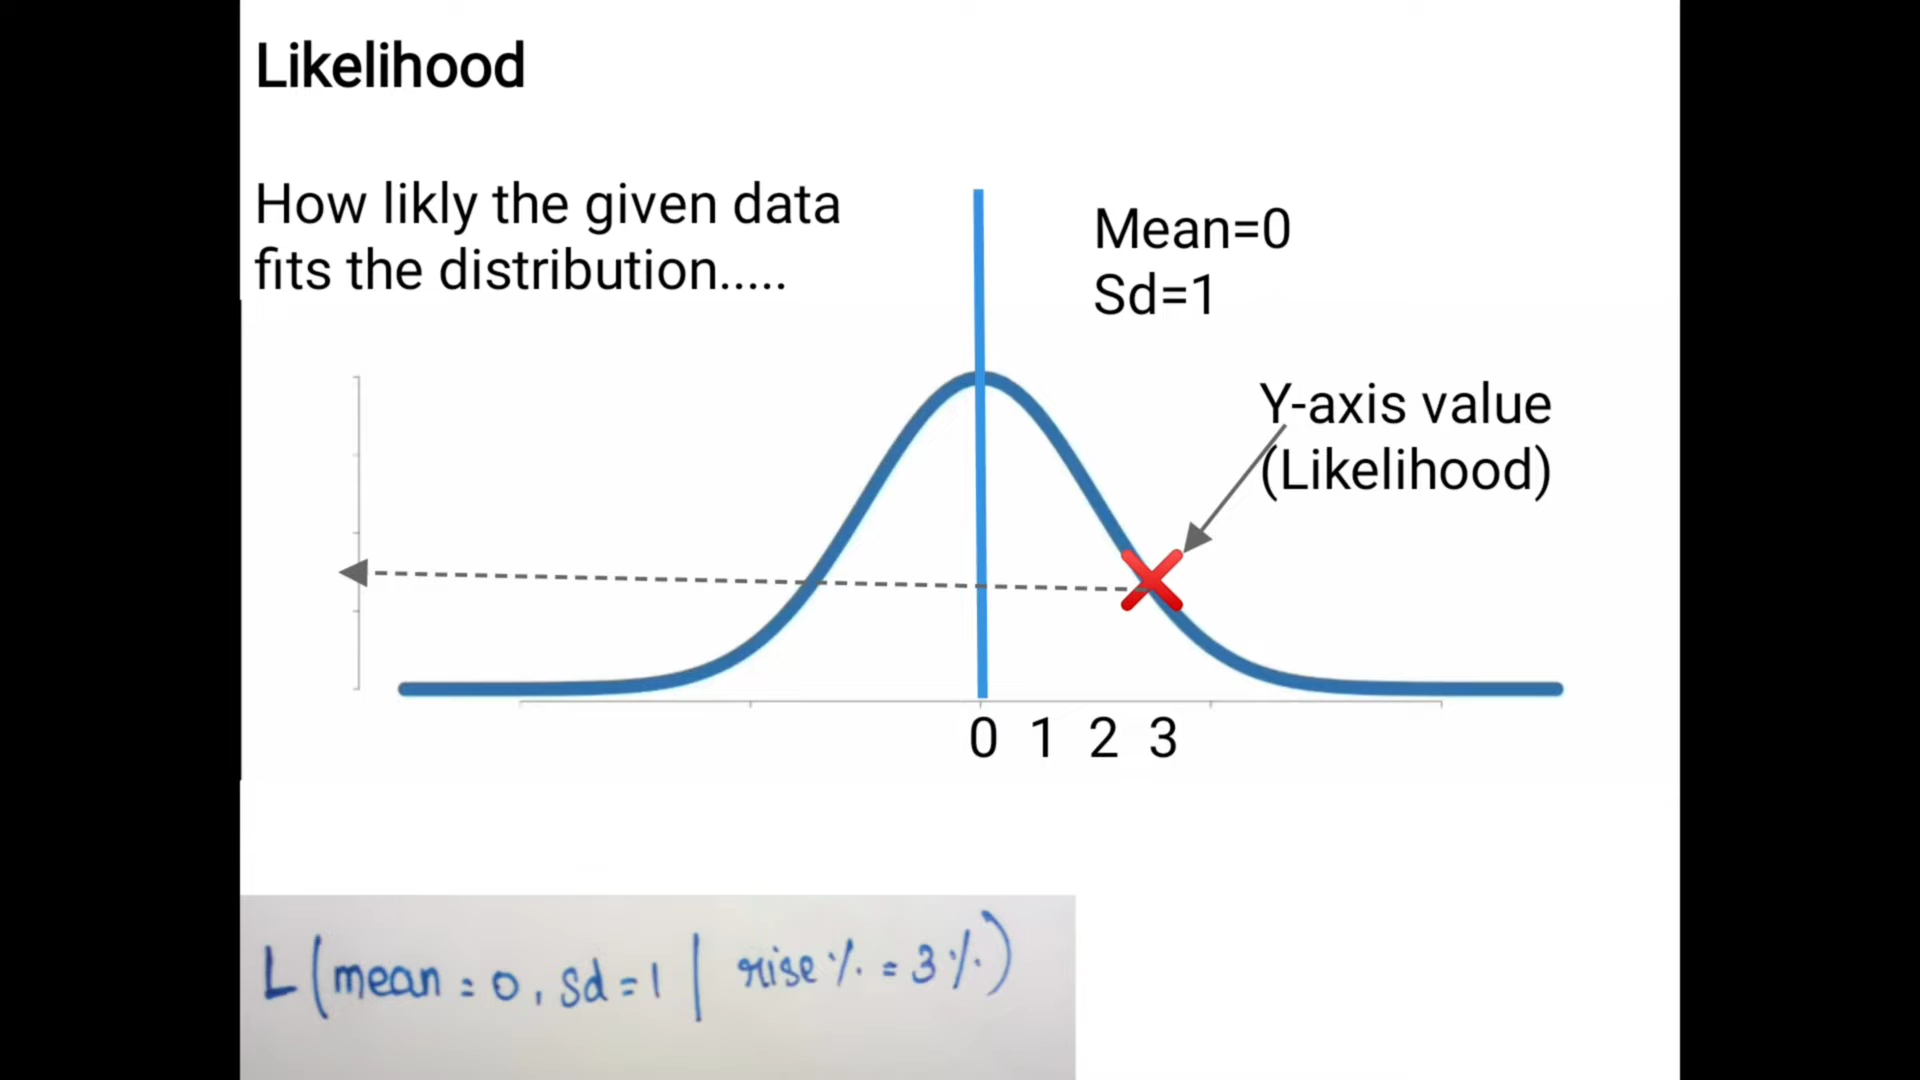 Likelihood
How likly the given data
fits the distribution.....
Mean=0
Sd=1
Y-axis value
(Likelihood)
0 1 2 3
L(mean = 0, sd = 1 | rise % = 3 %)